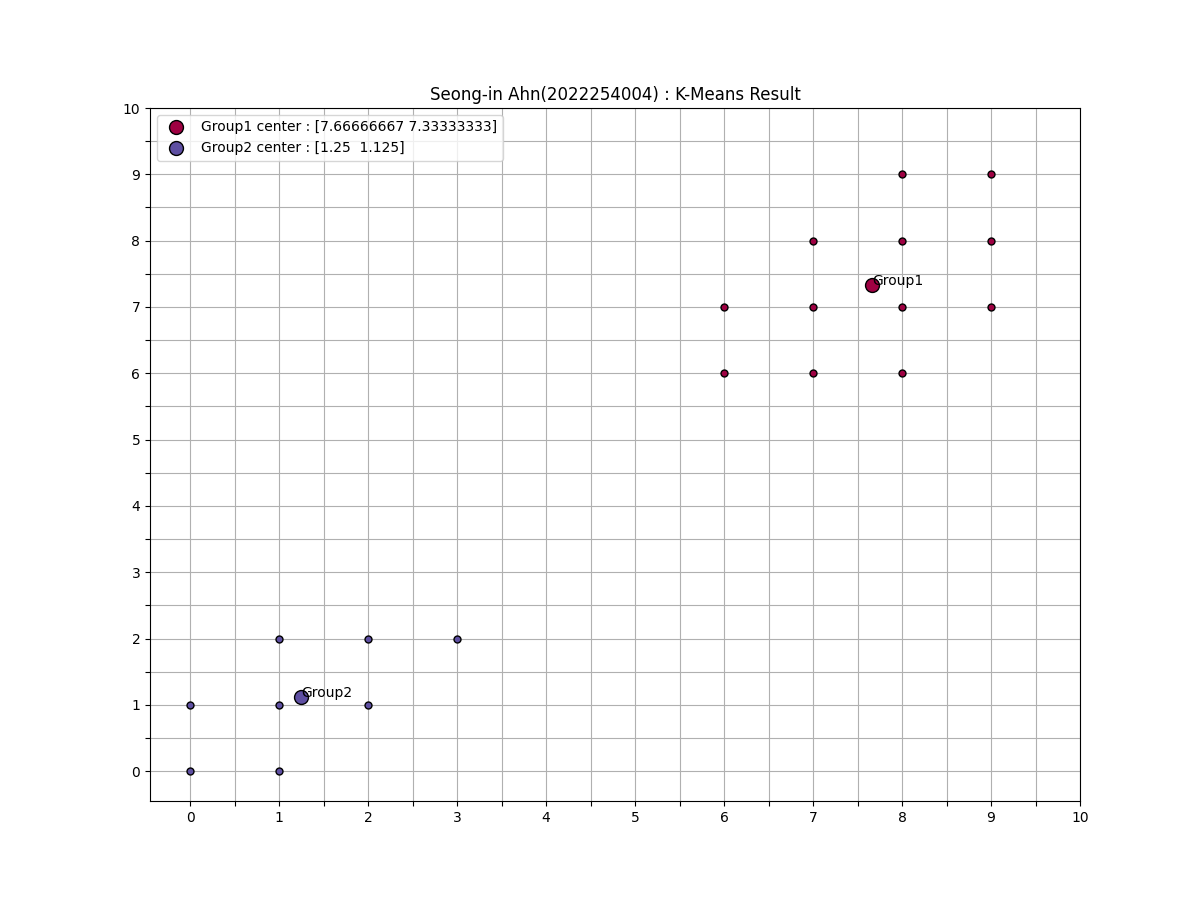 Seong-in Ahn(2022254004) : K-Means Result
Group1 center : [7.66666667 7.33333333]
Group2 center : [1.25  1.125]
10
9
8
7
6
5
4
3
2
1
0
Group1
Group2
0 1 2 3 4 5 6 7 8 9 10